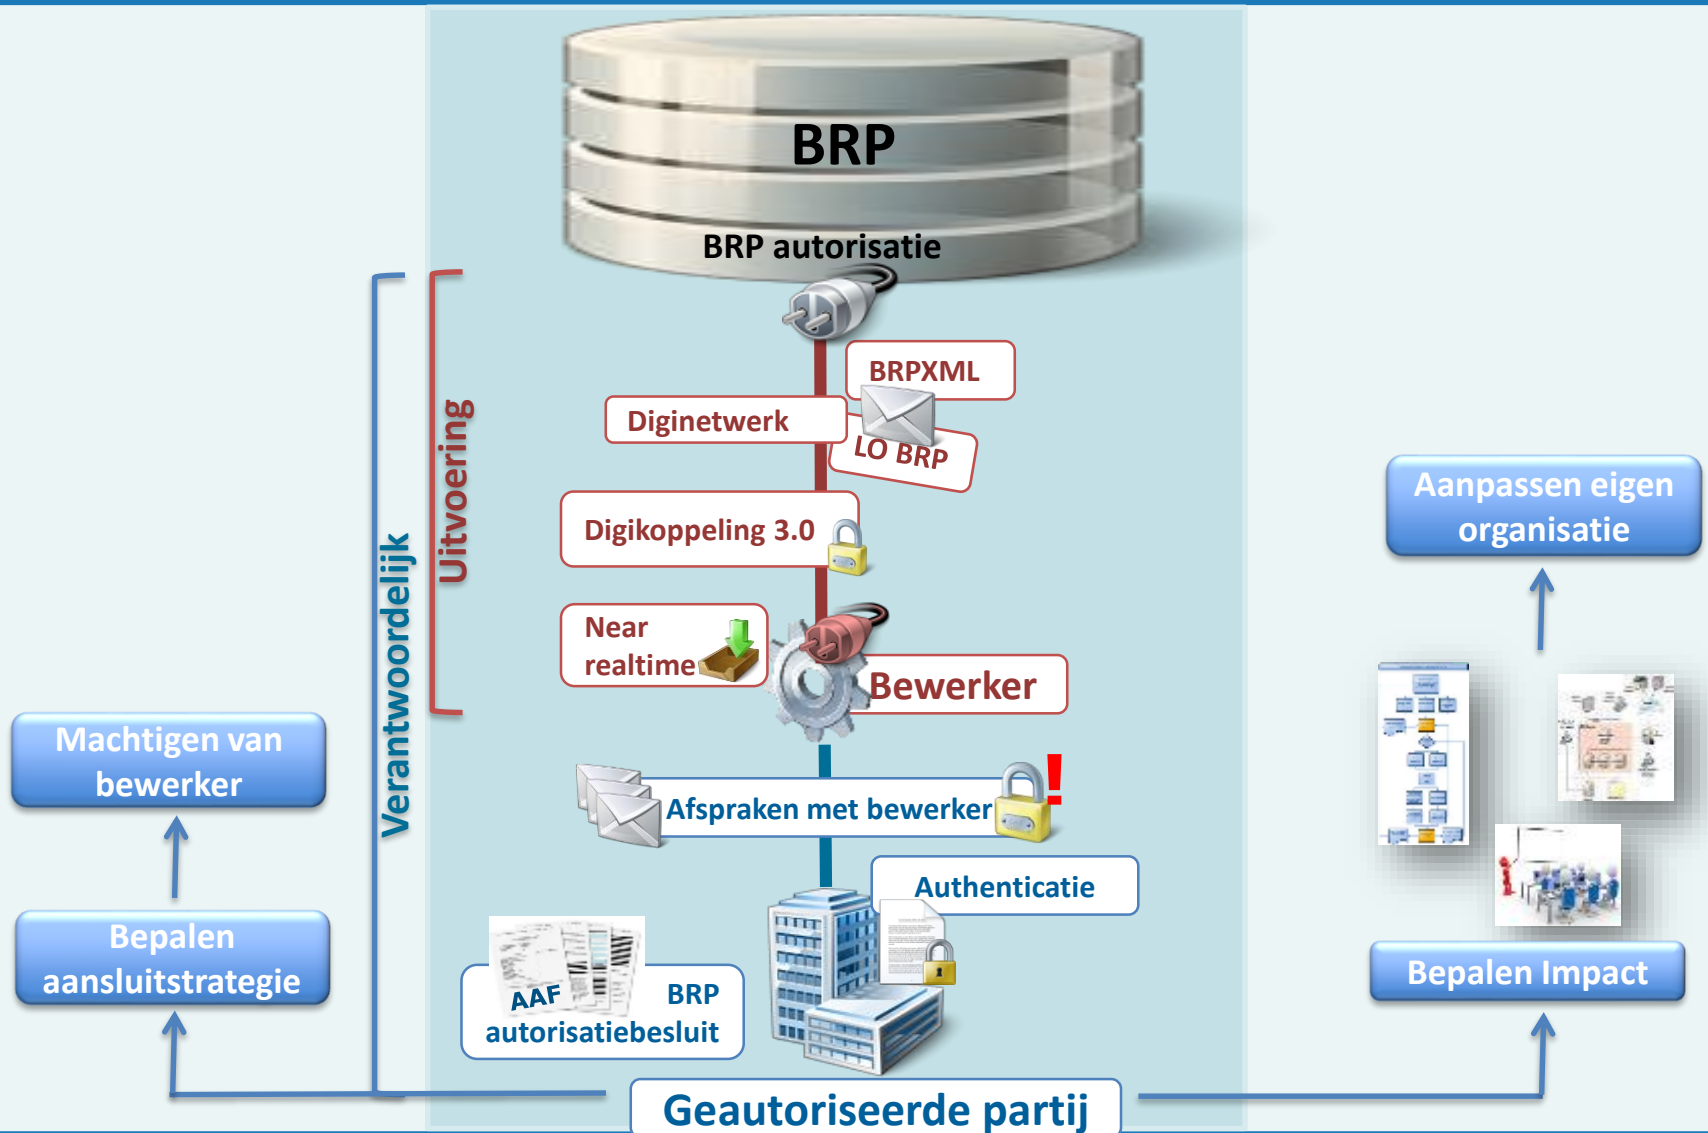 BRP
BRP autorisatie
BRPXML
Diginetwerk
LO BRP
Uitvoering
Digikoppeling 3.0
Verantwoordelijk
Near
realtime
Bewerker
Machtigen van
bewerker
Afspraken met bewerker
!
Authenticatie
Bepalen
aansluitstrategie
AAF
BRP
autorisatiebesluit
Geautoriseerde partij
Aanpassen eigen
organisatie
Bepalen Impact